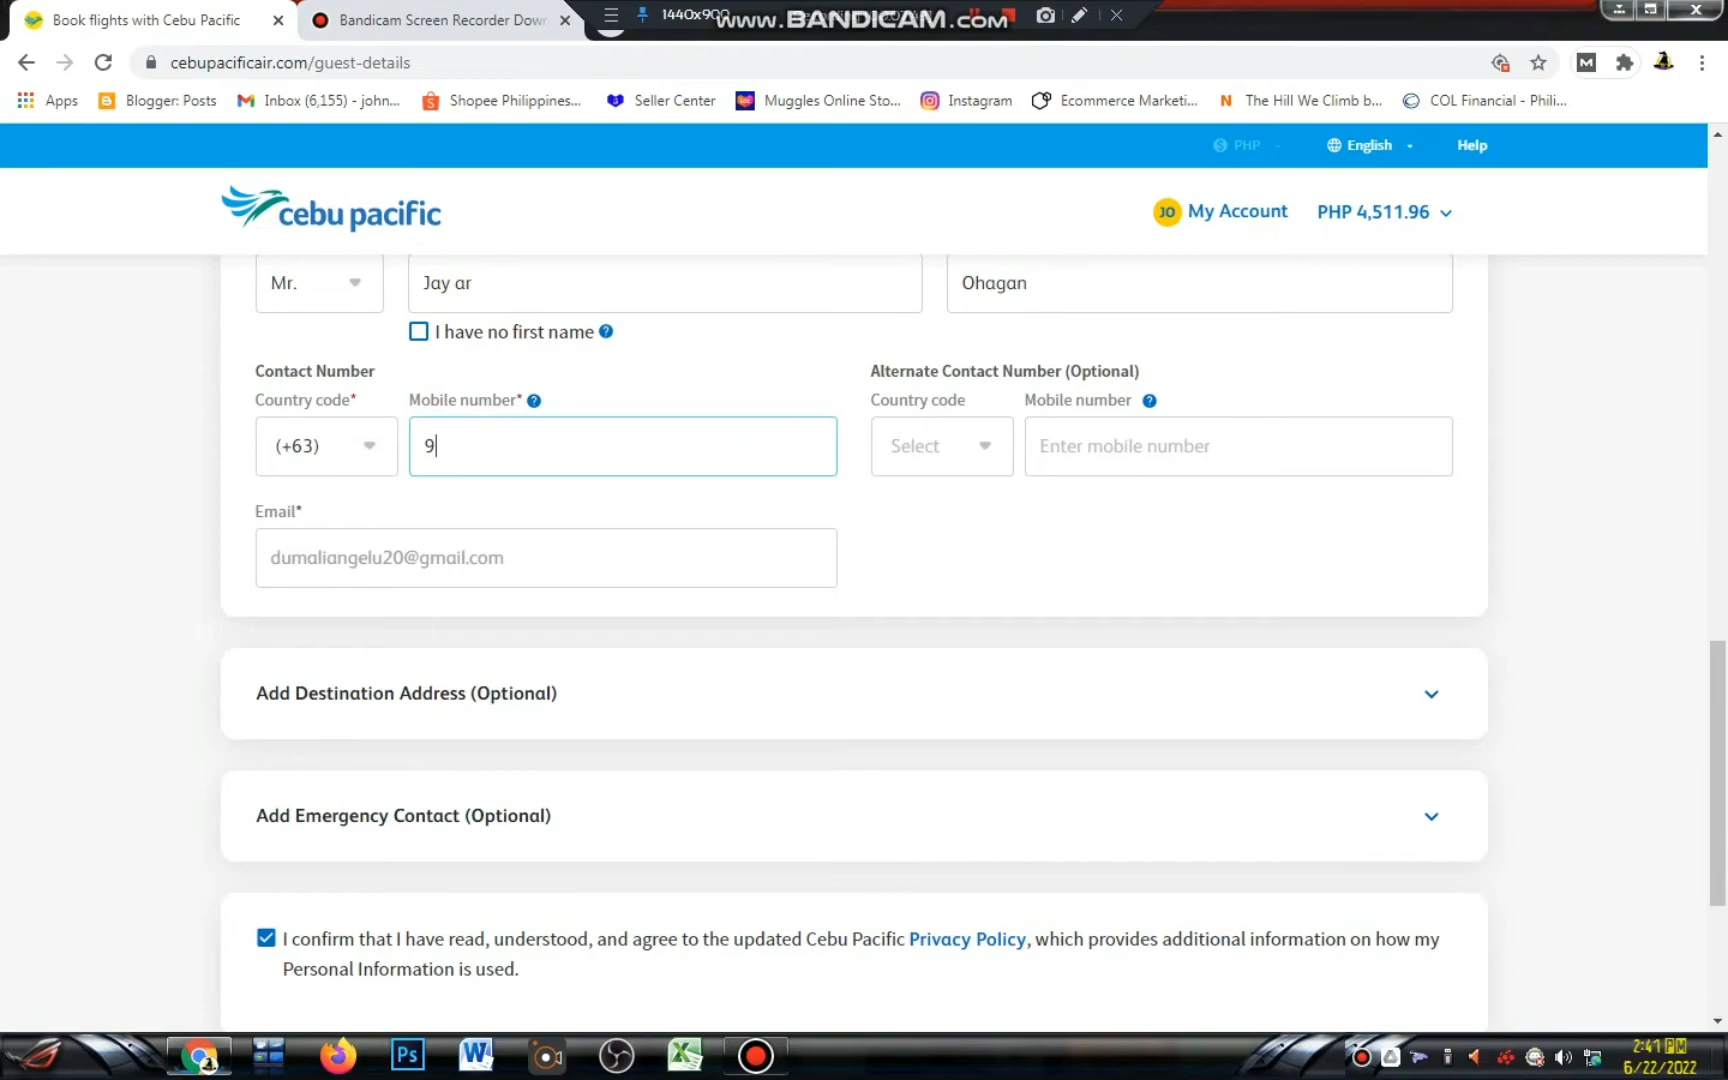 Book flights with Cebu Pacific
Bandicam Screen Recorder Dow
1440x900
www.BANDICAM.com
cebupacificair.com/guest-details
Apps
Blogger: Posts
Inbox (6,155) - john...
Shopee Philippines...
Seller Center
Muggles Online Sto...
Instagram
Ecommerce Marketi...
The Hill We Climb b...
COL Financial - Phili...
PHP
English
Help
cebu pacific
JO My Account
PHP 4,511.96
Mr.
Jay ar
Ohagan
I have no first name
Contact Number
Alternate Contact Number (Optional)
Country code*
Mobile number*
Country code
Mobile number
(+63)
9
Select
Enter mobile number
Email*
dumaliangelu20@gmail.com
Add Destination Address (Optional)
Add Emergency Contact (Optional)
I confirm that I have read, understood, and agree to the updated Cebu Pacific Privacy Policy, which provides additional information on how my
Personal Information is used.
2:41 PM
6/22/2022